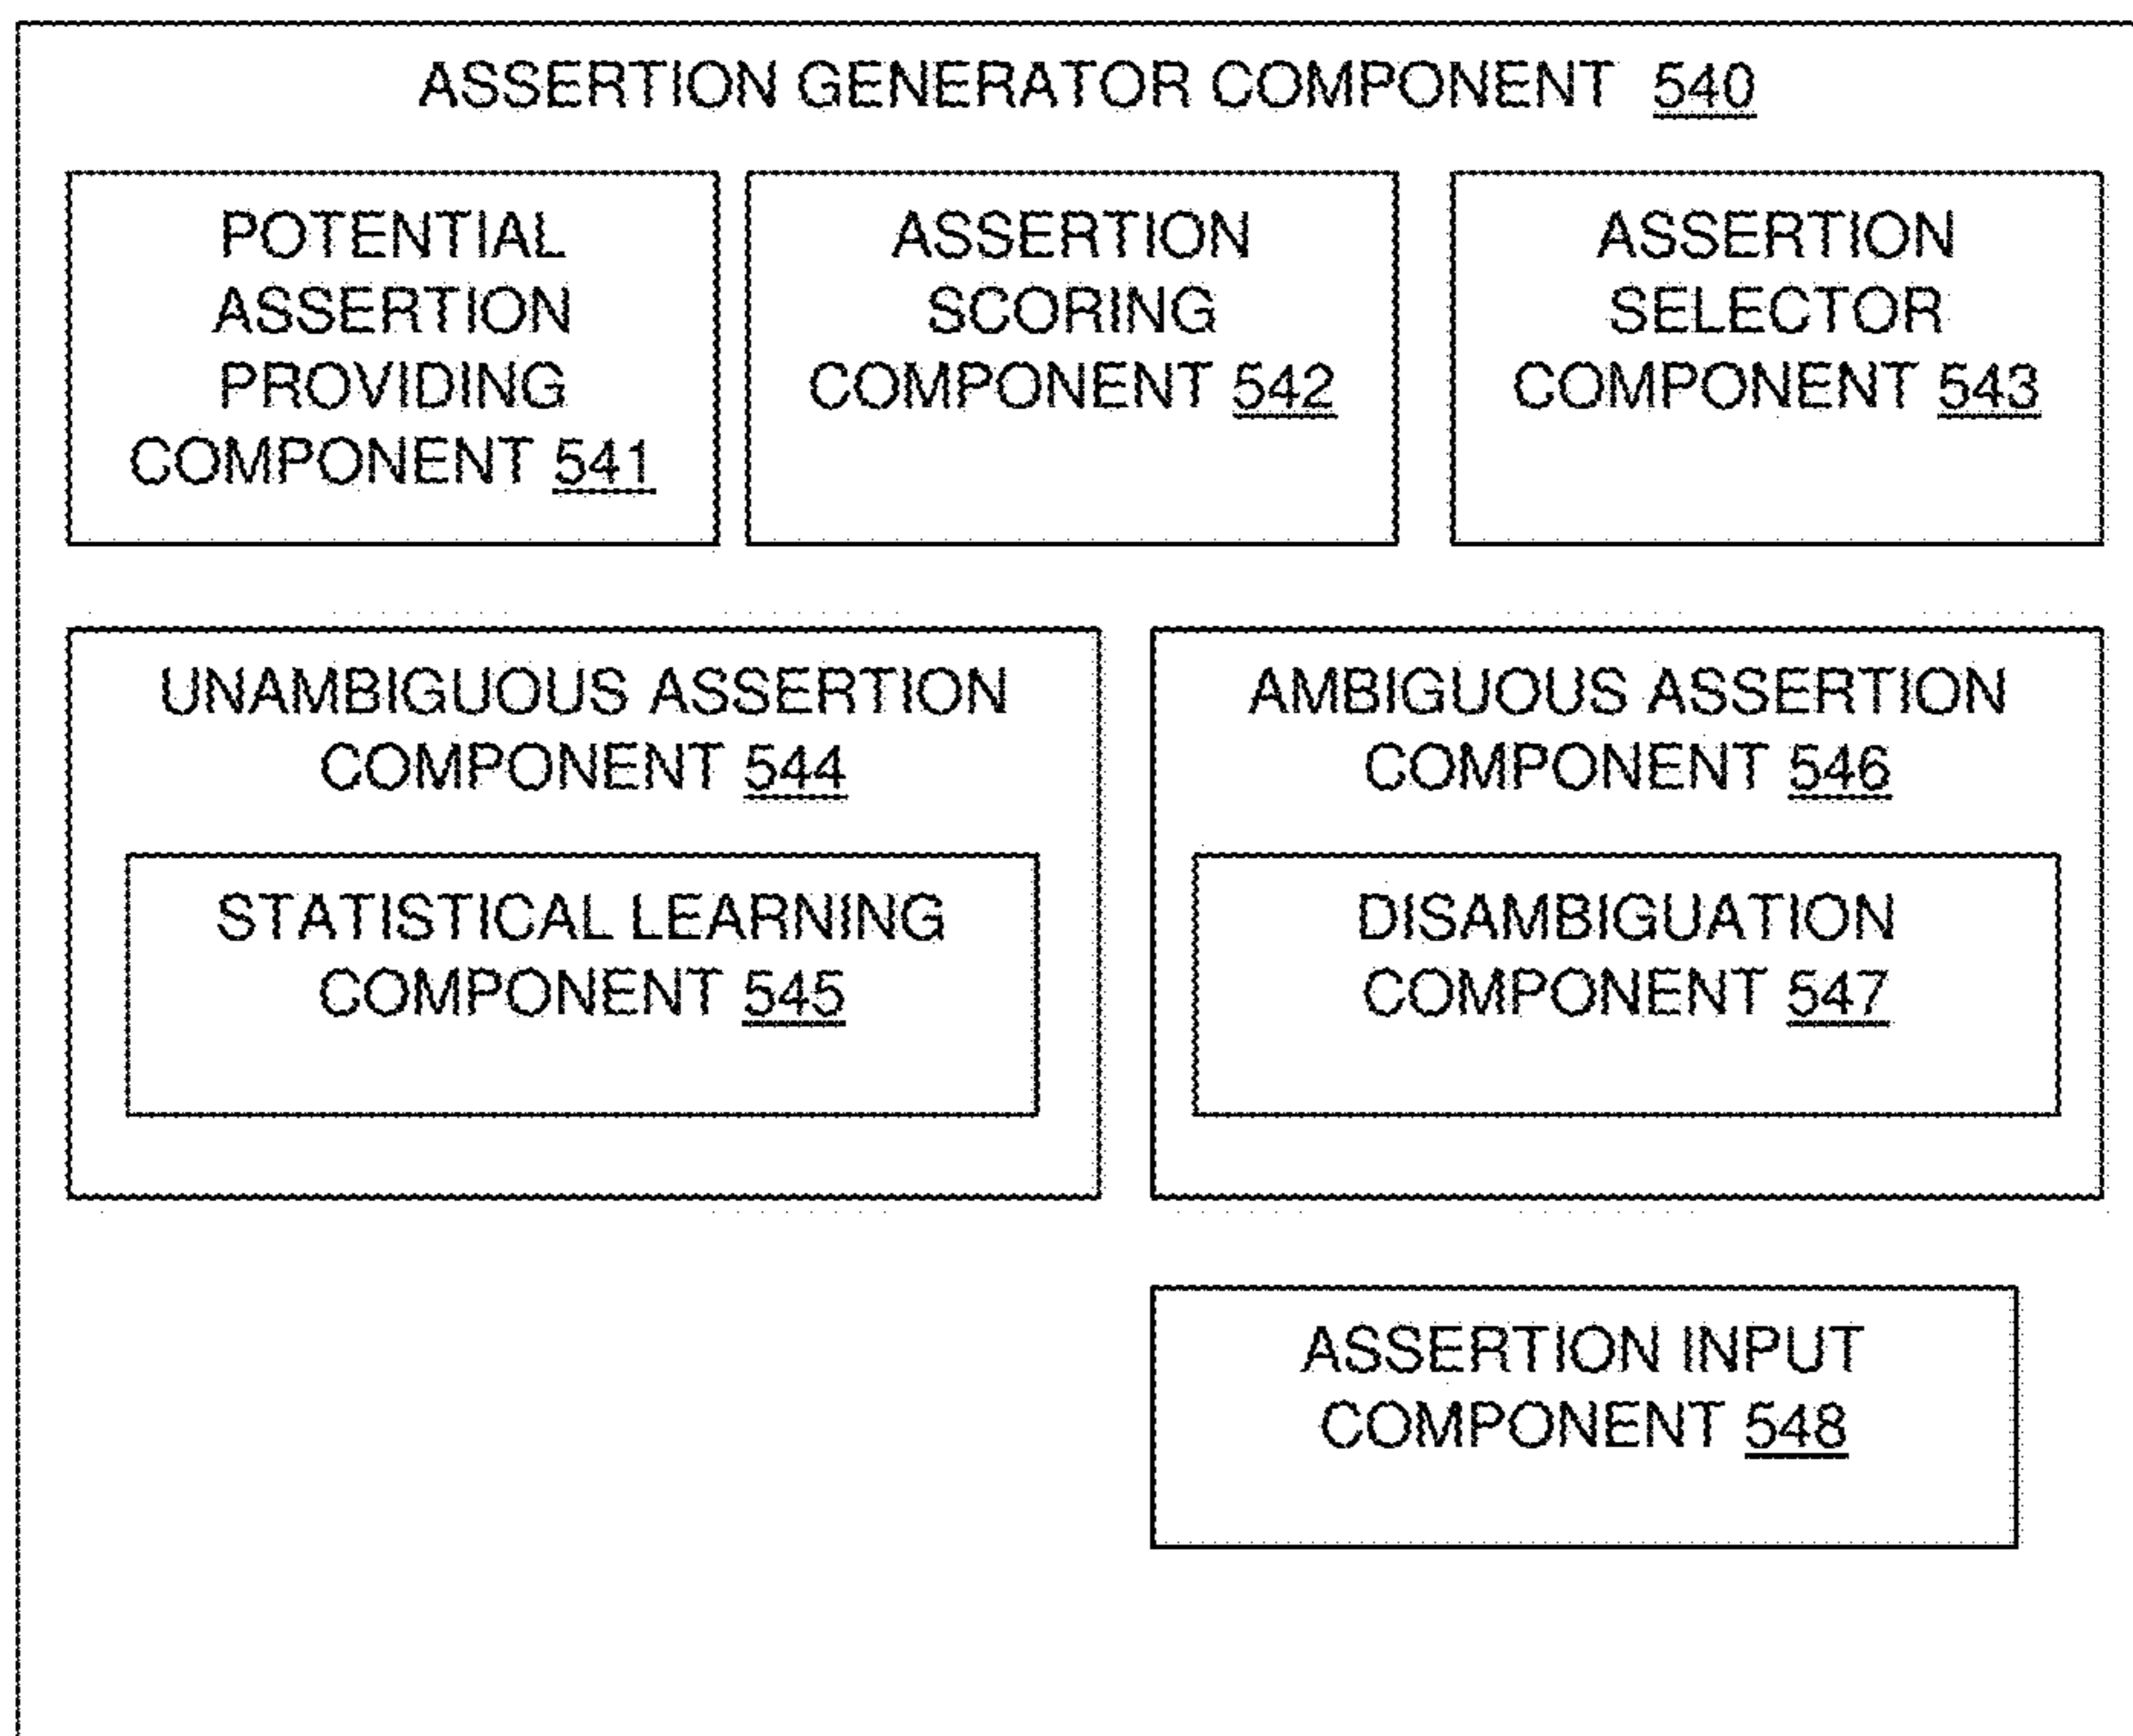 ASSERTION GENERATOR COMPONENT 540
POTENTIAL
ASSERTION
PROVIDING
COMPONENT 541
ASSERTION
SCORING
COMPONENT 542
ASSERTION
SELECTOR
COMPONENT 543
UNAMBIGUOUS ASSERTION
COMPONENT 544
STATISTICAL LEARNING
COMPONENT 545
AMBIGUOUS ASSERTION
COMPONENT 546
DISAMBIGUATION
COMPONENT 547
ASSERTION INPUT
COMPONENT 548